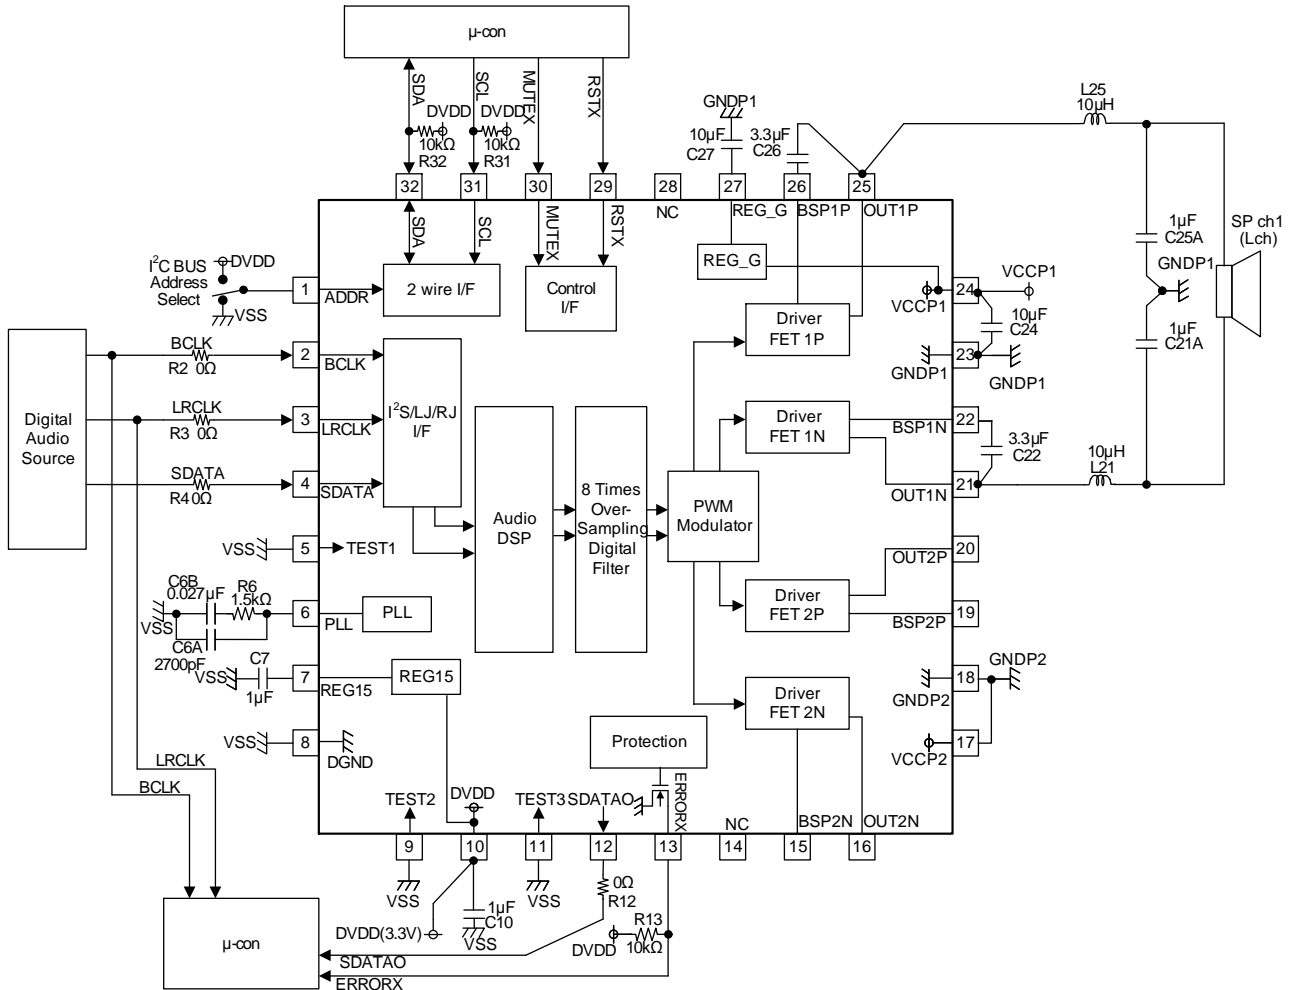 µ-con
SDA
SCL
MUTEX
RSTX
DVDD
DVDD
10kΩ
R32
10kΩ
R31
GNDP1
10µF
C27
3.3µF
C26
L25
10µH
32
31
30
29
28
27
26
25
SDA
SCL
MUTEX
RSTX
NC
REG_G
BSP1P
OUT1P
I²C BUS
Address
Select
DVDD
VSS
1
ADDR
2 wire I/F
Control
I/F
REG_G
VCCP1
24
VCCP1
10µF
C24
1µF
C25A
GNDP1
SP ch1
(Lch)
1µF
C21A
Driver
FET 1P
GNDP1
23
GNDP1
Digital
Audio
Source
BCLK
R2 0Ω
2
BCLK
LRCLK
R3 0Ω
3
LRCLK
SDATA
R4 0Ω
4
SDATA
I²S/LJ/RJ
I/F
Audio
DSP
8 Times
Over-
Sampling
Digital
Filter
PWM
Modulator
Driver
FET 1N
BSP1N
22
3.3µF
C22
OUT1N
21
10µH
L21
VSS
5
TEST1
OUT2P
20
C6B
0.027µF
R6
1.5kΩ
VSS
6
PLL
PLL
C6A
2700pF
Driver
FET 2P
BSP2P
19
VSS
C7
1µF
7
REG15
REG15
Driver
FET 2N
GNDP2
18
GNDP2
VSS
8
DGND
Protection
VCCP2
17
LRCLK
BCLK
TEST2
DVDD
TEST3
SDATAO
ERRORX
NC
BSP2N
OUT2N
9
10
11
12
13
14
15
16
VSS
1µF
C10
VSS
VSS
0Ω
R12
DVDD(3.3V)
R13
DVDD
10kΩ
µ-con
SDATAO
ERRORX